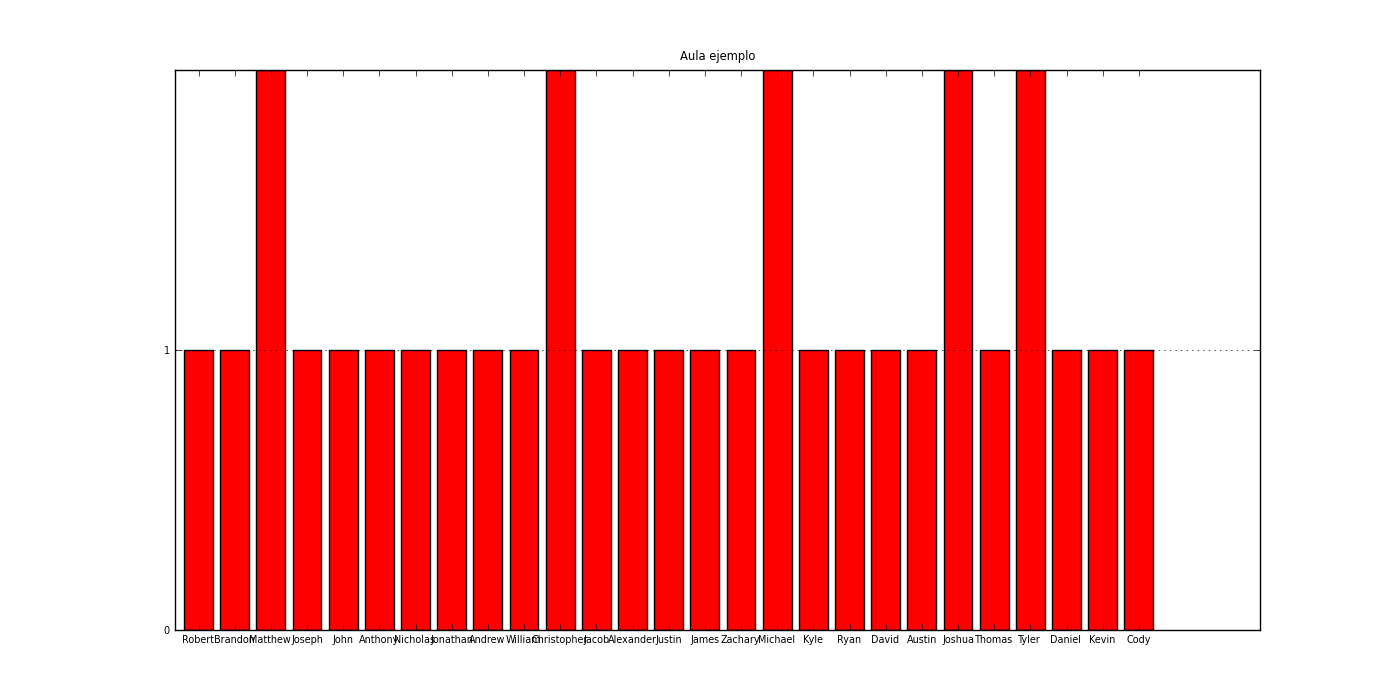 Aula ejemplo
1
0
Robert Brandon Matthew Joseph John Anthony Nicholas Jonathan Andrew William Christopher Jacob Alexander Justin James Zachary Michael Kyle Ryan David Austin Joshua Thomas Tyler Daniel Kevin Cody